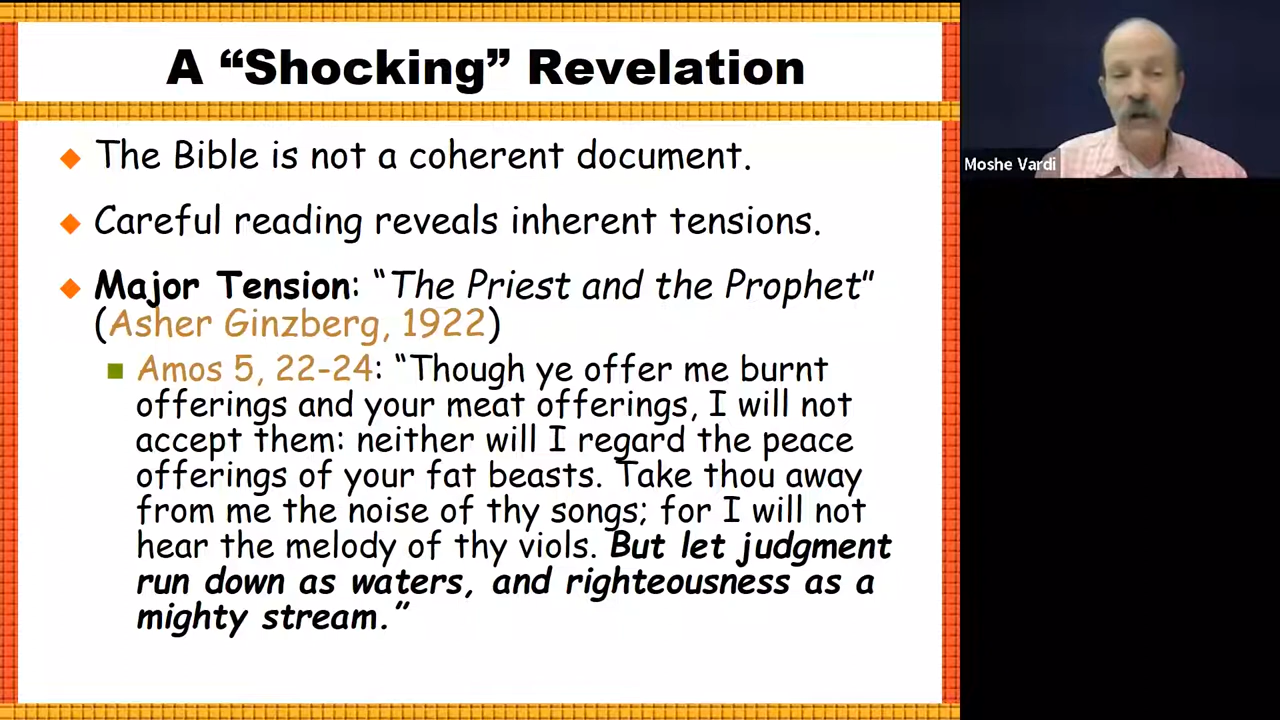 A “Shocking” Revelation
The Bible is not a coherent document.
Careful reading reveals inherent tensions.
Major Tension: “The Priest and the Prophet”
(Asher Ginzberg, 1922)
Amos 5, 22-24: “Though ye offer me burnt
offerings and your meat offerings, I will not
accept them: neither will I regard the peace
offerings of your fat beasts. Take thou away
from me the noise of thy songs; for I will not
hear the melody of thy viols. But let judgment
run down as waters, and righteousness as a
mighty stream.”
Moshe Vardi